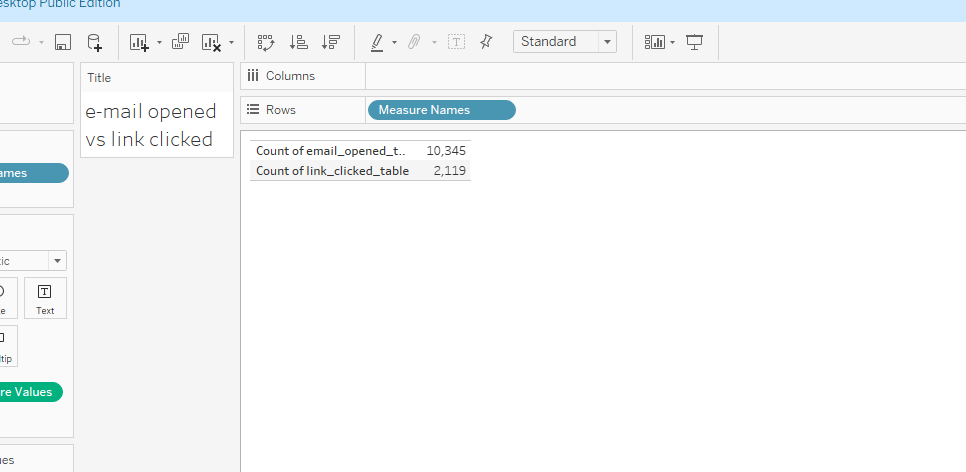 esktop Public Edition
Standard
Title
e-mail opened
vs link clicked
Columns
Rows
Measure Names
Count of email_opened_t..
10,345
Count of link_clicked_table
2,119
ames
ic
e
Text
ltip
re Values
es